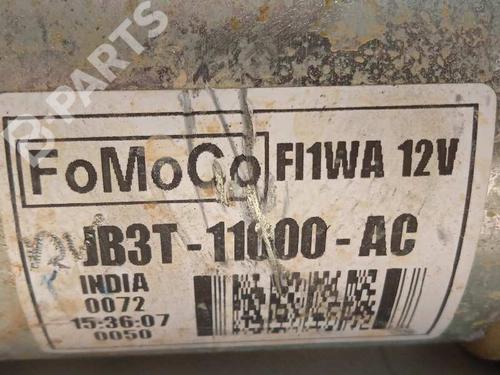 B-PARTS
FoMoCo FI1WA 12V
JB3T-11000-AC
INDIA
0072
15:36:07
0050